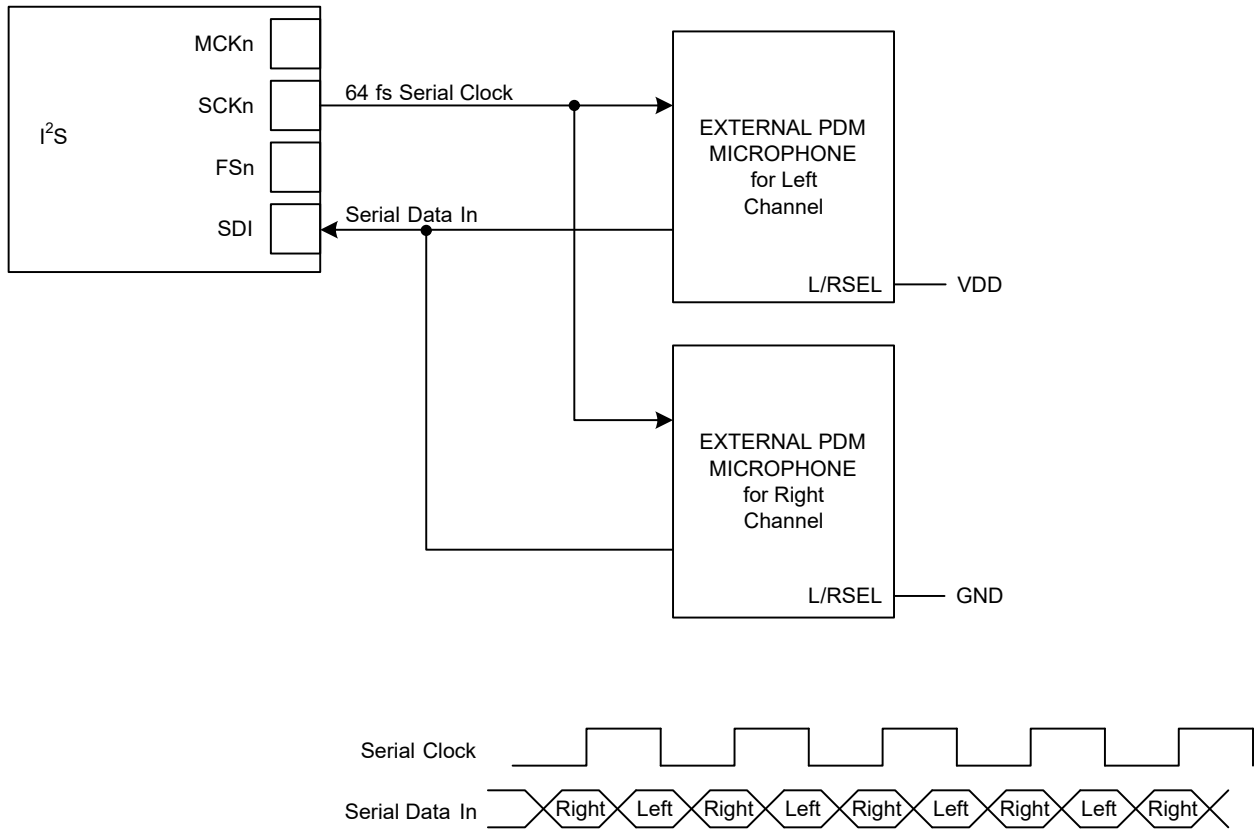 MCKn
SCKn
I²S
FSn
SDI
64 fs Serial Clock
Serial Data In
EXTERNAL PDM
MICROPHONE
for Left
Channel
L/RSEL
VDD
EXTERNAL PDM
MICROPHONE
for Right
Channel
L/RSEL
GND
Serial Clock
Serial Data In
Right Left Right Left Right Left Right Left Right